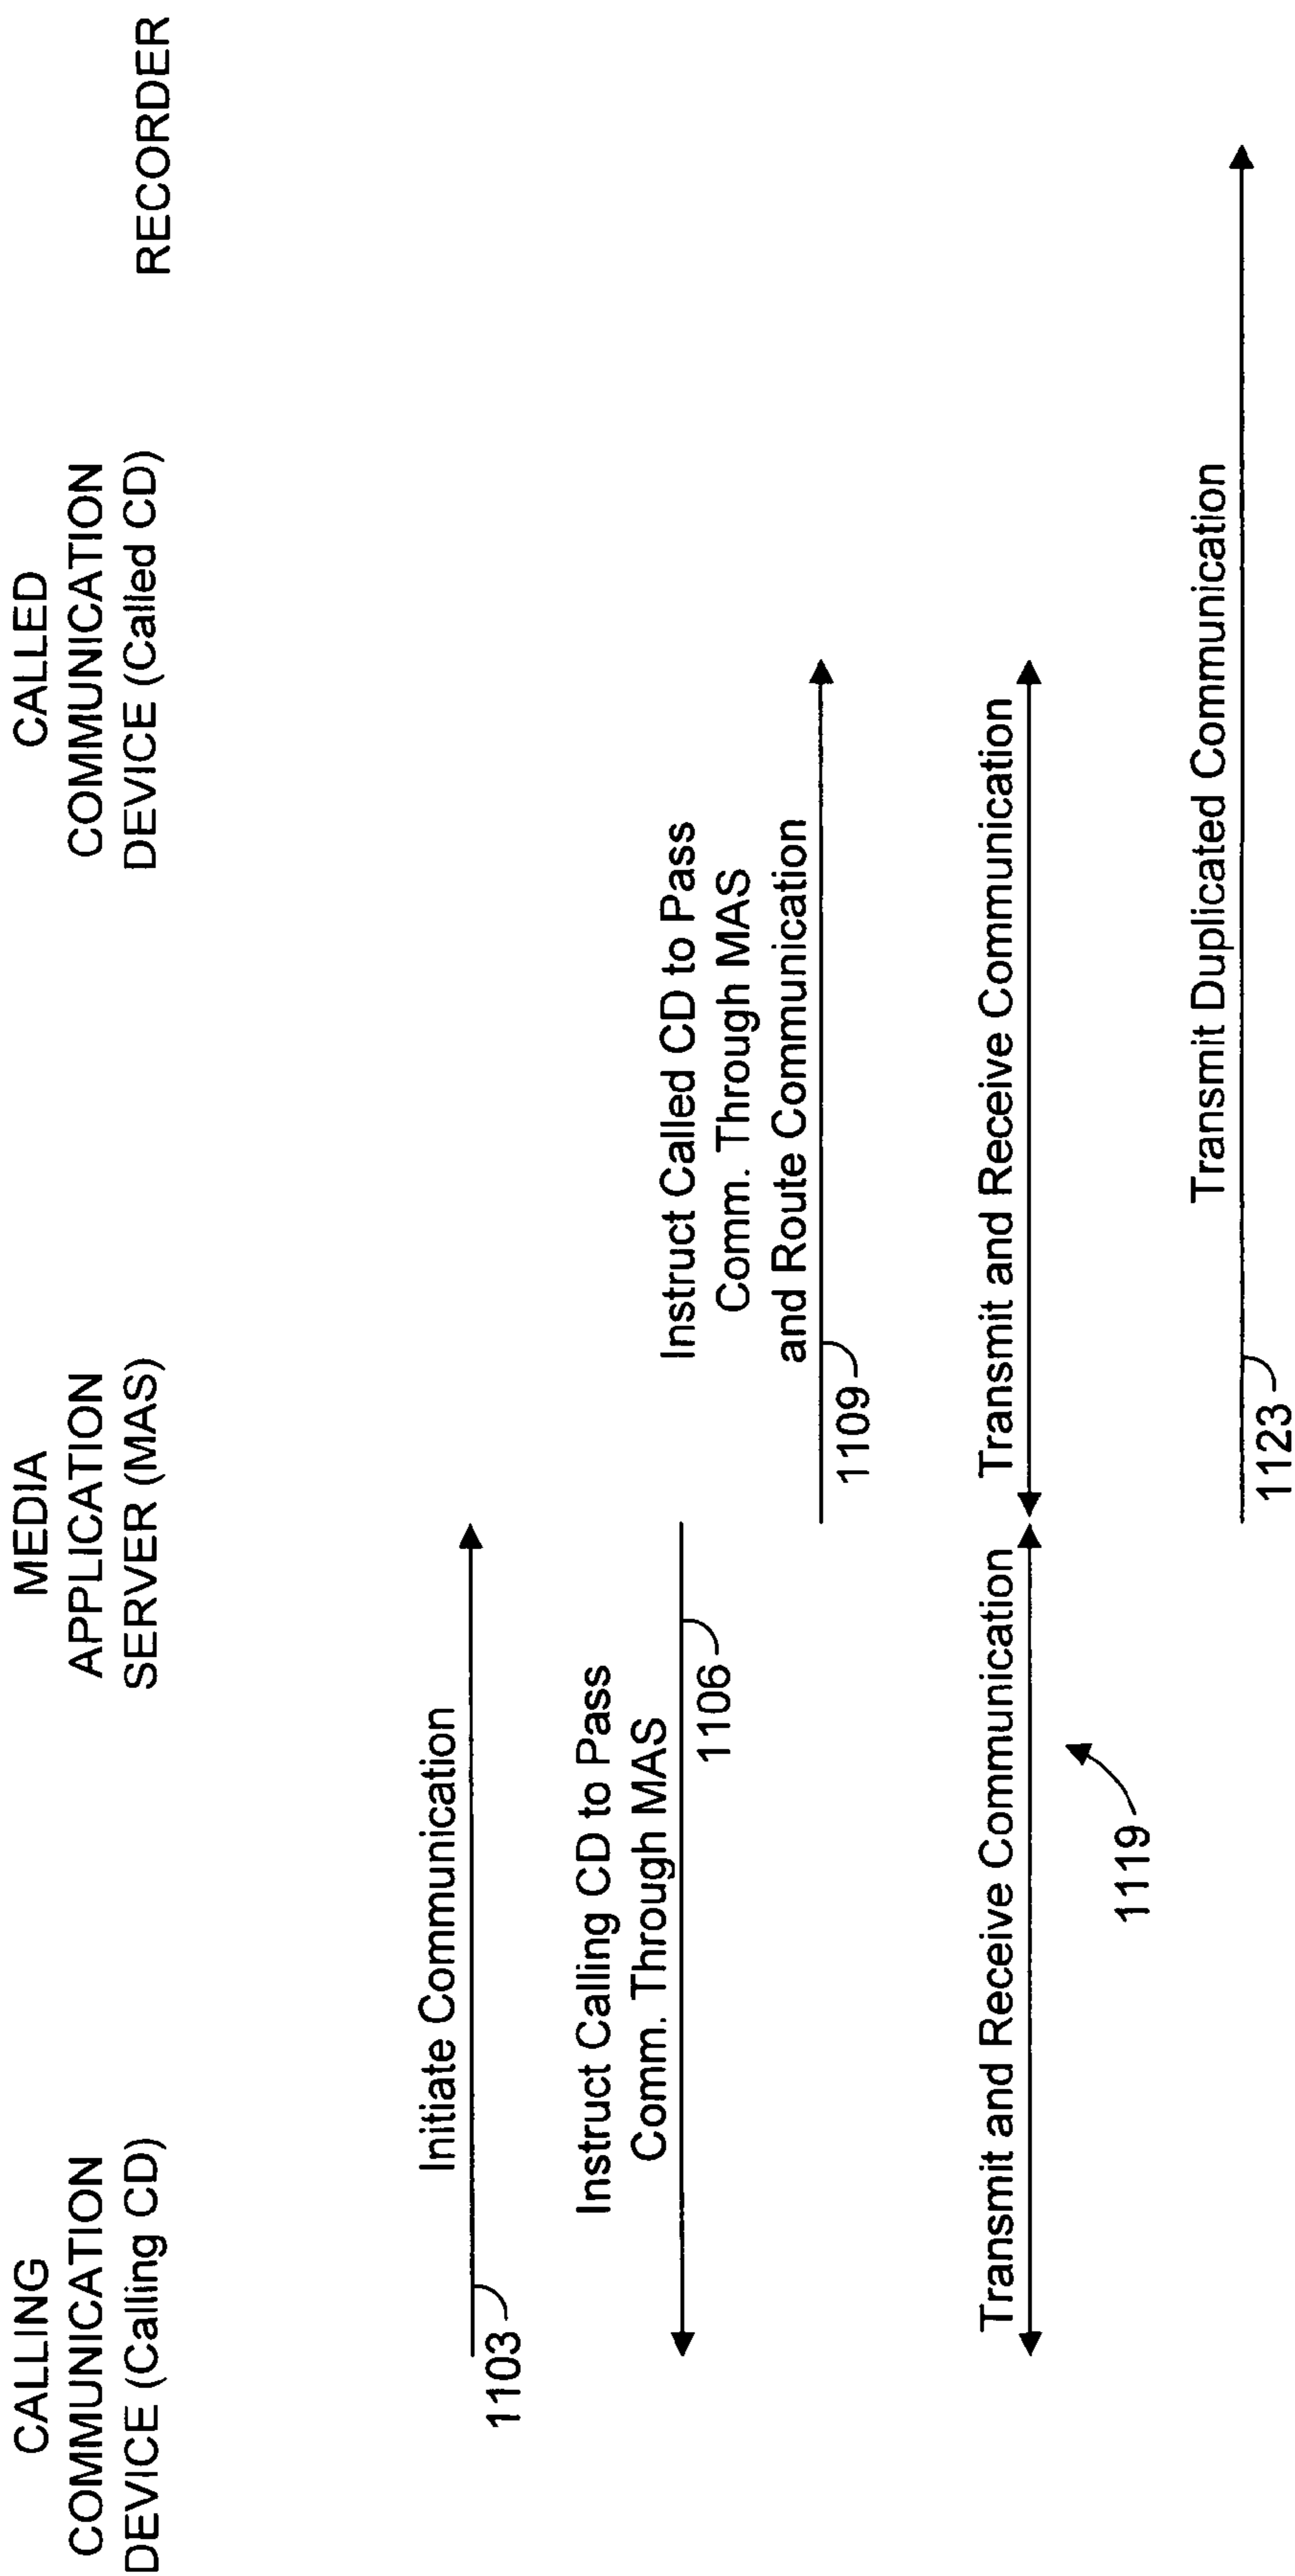 CALLING
COMMUNICATION
DEVICE (Calling CD)
MEDIA
APPLICATION
SERVER (MAS)
CALLED
COMMUNICATION
DEVICE (Called CD)
RECORDER
Initiate Communication
1103
Instruct Calling CD to Pass
Comm. Through MAS
1106
Instruct Called CD to Pass
Comm. Through MAS
and Route Communication
1109
Transmit and Receive Communication
Transmit and Receive Communication
1119
Transmit Duplicated Communication
1123